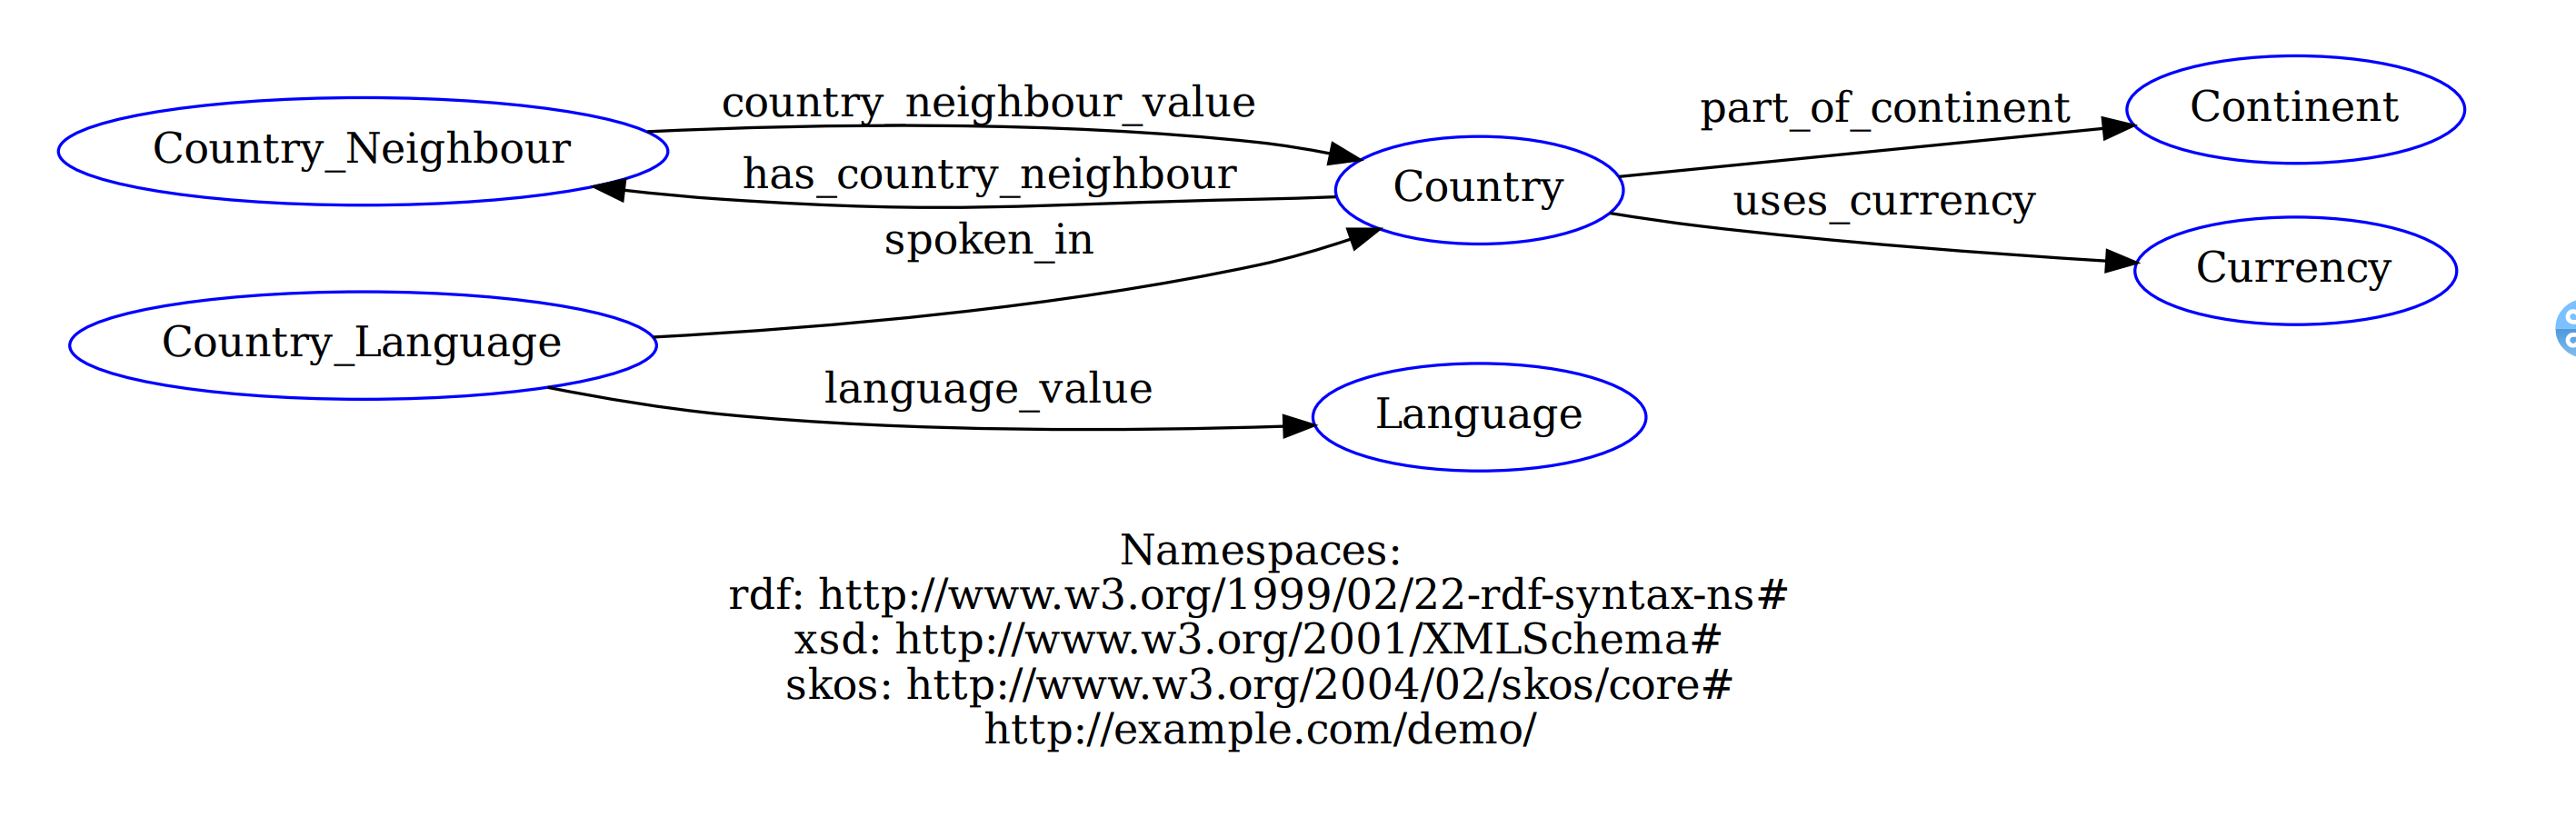 country_neighbour_value
part_of_continent
Continent
Country_Neighbour
has_country_neighbour
Country
uses_currency
spoken_in
Currency
Country_Language
language_value
Language
Namespaces:
rdf: http://www.w3.org/1999/02/22-rdf-syntax-ns#
xsd: http://www.w3.org/2001/XMLSchema#
skos: http://www.w3.org/2004/02/skos/core#
http://example.com/demo/